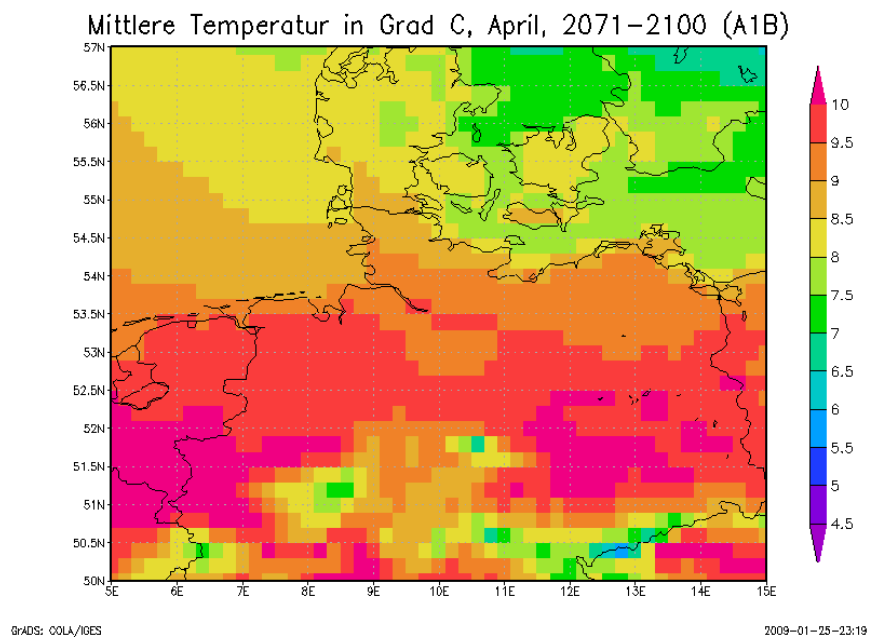 Mittlere Temperatur in Grad C, April, 2071-2100 (A1B)
57N
56.5N
56N
55.5N
55N
54.5N
54N
53.5N
53N
52.5N
52N
51.5N
51N
50.5N
50N
5E 6E 7E 8E 9E 10E 11E 12E 13E 14E 15E
10
9.5
9
8.5
8
7.5
7
6.5
6
5.5
5
4.5
GrADS: COLA/IGES
2009-01-25-23:19